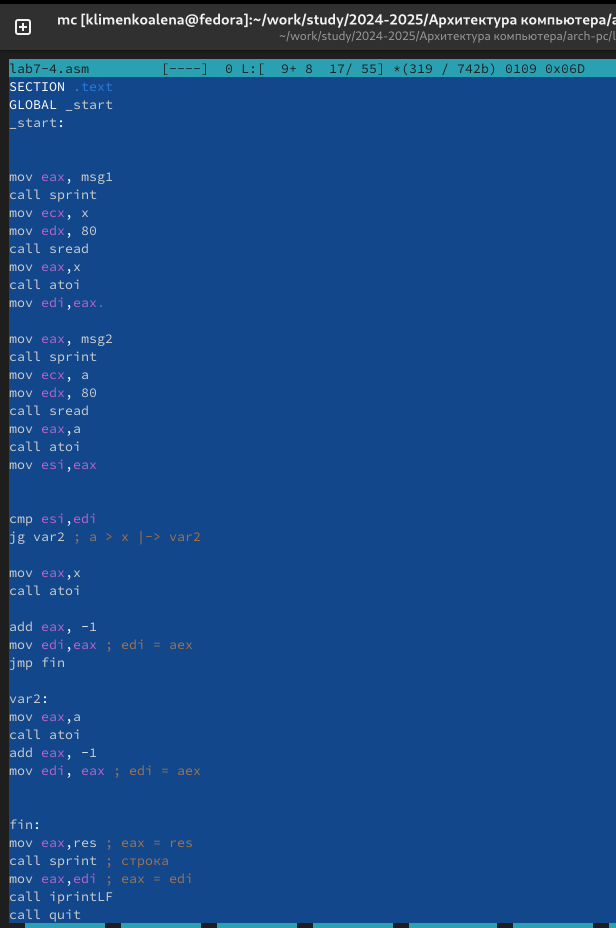 mc [klimenkoalena@fedora]:~/work/study/2024-2025/Архитектура компьютера/a
~/work/study/2024-2025/Архитектура компьютера/arch-pc/l
lab7-4.asm [----] 0 L:[ 9+ 8 17/ 55] *(319 / 742b) 0109 0x06D
SECTION .text
GLOBAL _start
_start:
mov eax, msg1
call sprint
mov ecx, x
mov edx, 80
call sread
mov eax,x
call atoi
mov edi,eax.
mov eax, msg2
call sprint
mov ecx, a
mov edx, 80
call sread
mov eax,a
call atoi
mov esi,eax
cmp esi,edi
jg var2 ; a > x |-> var2
mov eax,x
call atoi
add eax, -1
mov edi,eax ; edi = aex
jmp fin
var2:
mov eax,a
call atoi
add eax, -1
mov edi, eax ; edi = aex
fin:
mov eax,res ; eax = res
call sprint ; строка
mov eax,edi ; eax = edi
call iprintLF
call quit